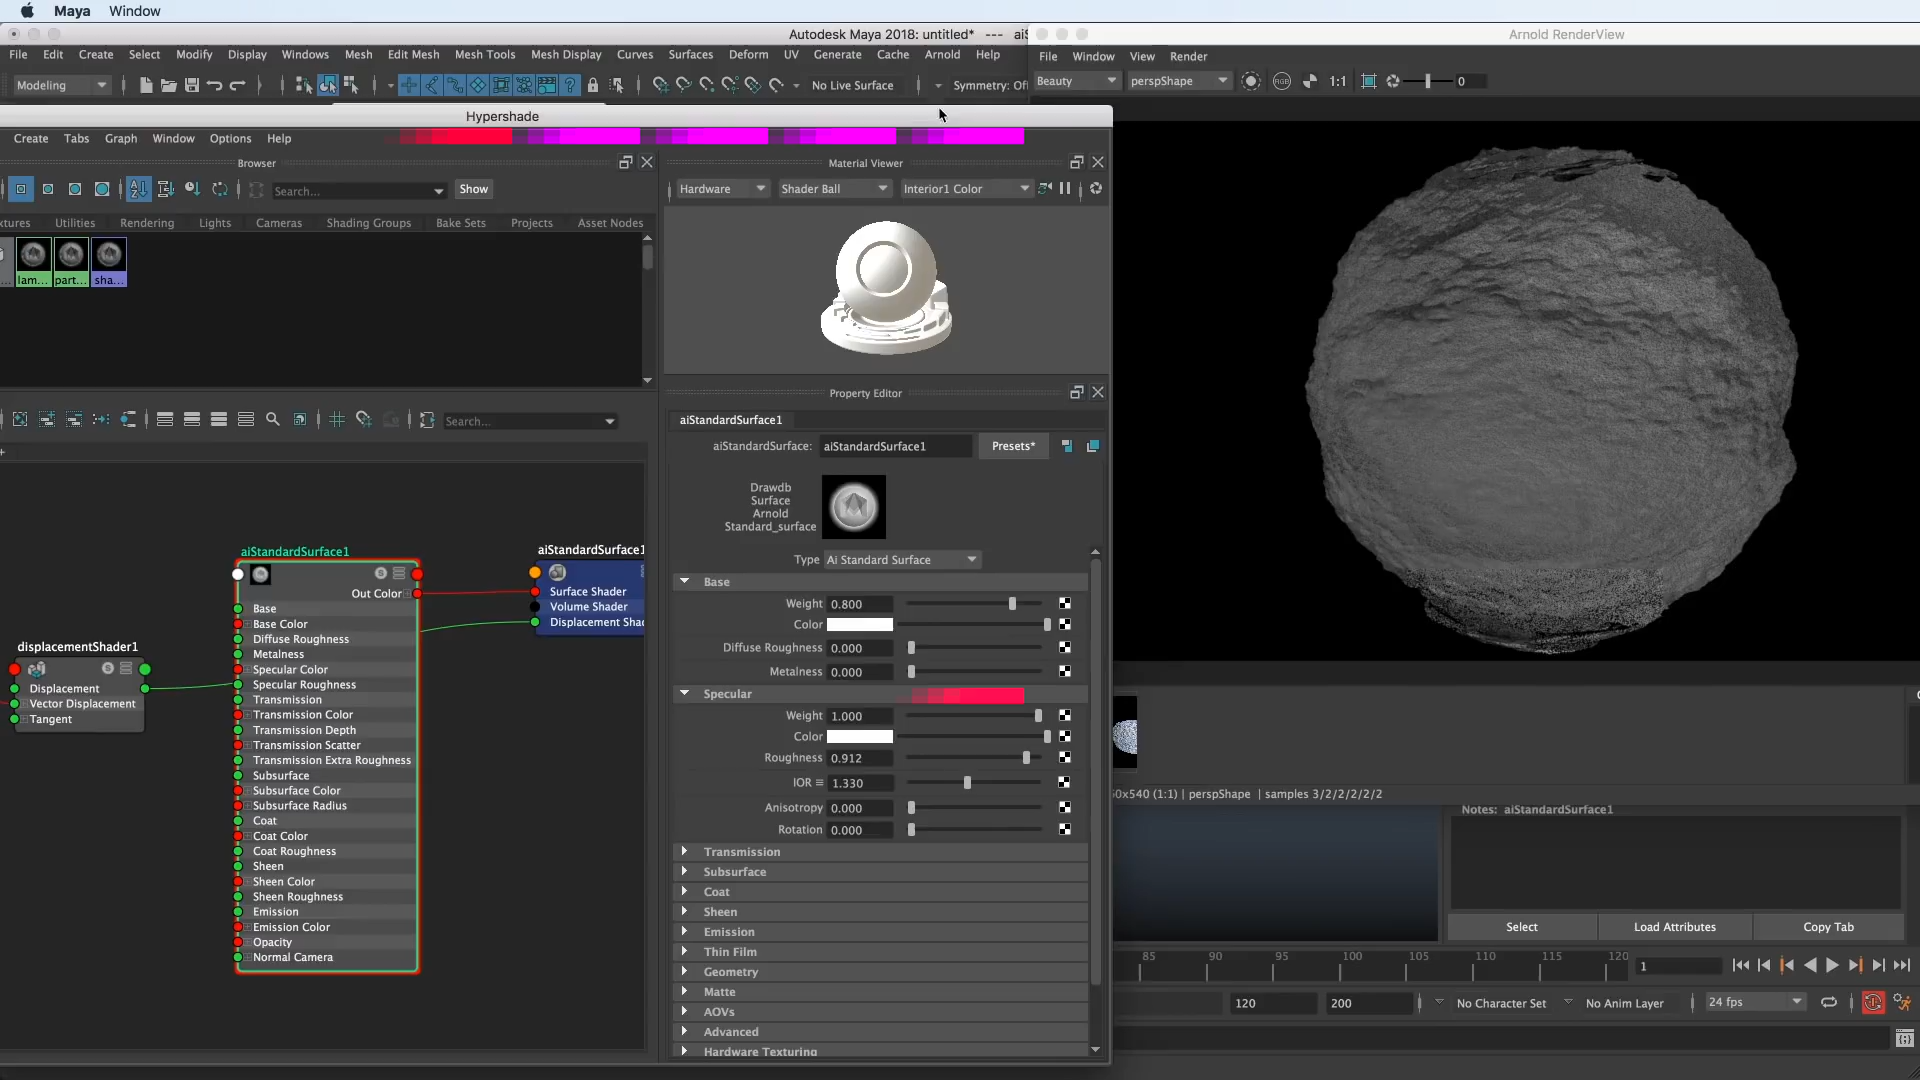 Maya Window
Autodesk Maya 2018: untitled* --- aiS
Arnold RenderView
File Edit Create Select Modify Display Windows Mesh Edit Mesh Mesh Tools Mesh Display Curves Surfaces Deform UV Generate Cache Arnold Help
File Window View Render
Modeling No Live Surface Symmetry: Off
Beauty perspShape 1:1 0
Hypershade
Create Tabs Graph Window Options Help
Browser
Material Viewer
Search... Show
Hardware Shader Ball Interior1 Color
xtures Utilities Rendering Lights Cameras Shading Groups Bake Sets Projects Asset Nodes
... lam... part... sha...
Property Editor
Search...
aiStandardSurface1
aiStandardSurface: aiStandardSurface1 Presets*
Drawdb
Surface
Arnold
Standard_surface
Type Ai Standard Surface
Base
Weight 0.800
Color
Diffuse Roughness 0.000
Metalness 0.000
Specular
Weight 1.000
Color
Roughness 0.912
IOR 1.330
Anisotropy 0.000
Rotation 0.000
Transmission
Subsurface
Coat
Sheen
Emission
Thin Film
Geometry
Matte
AOVs
Advanced
Hardware Texturing
displacementShader1
Displacement
Vector Displacement
Tangent
aiStandardSurface1
Out Color
Base
Base Color
Diffuse Roughness
Metalness
Specular Color
Specular Roughness
Transmission
Transmission Color
Transmission Depth
Transmission Scatter
Transmission Extra Roughness
Subsurface
Subsurface Color
Subsurface Radius
Coat
Coat Color
Coat Roughness
Sheen
Sheen Color
Sheen Roughness
Emission
Emission Color
Opacity
Normal Camera
aiStandardSurface1
Surface Shader
Volume Shader
Displacement Shad
60x540 (1:1) | perspShape | samples 3/2/2/2/2/2
Notes: aiStandardSurface1
Select Load Attributes Copy Tab
85 90 95 100 105 110 115 120 1
120 200 No Character Set No Anim Layer 24 fps